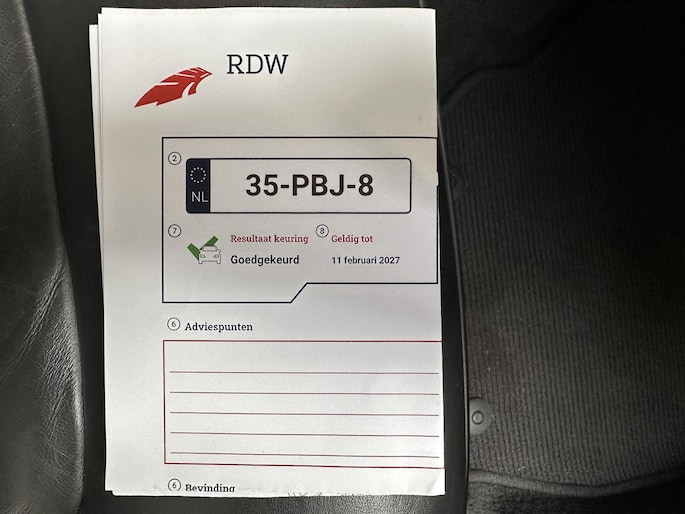 RDW
2
NL 35-PBJ-8
7 Resultaat keuring 8 Geldig tot
Goedgekeurd 11 februari 2027
6 Adviespunten
6 Bevinding